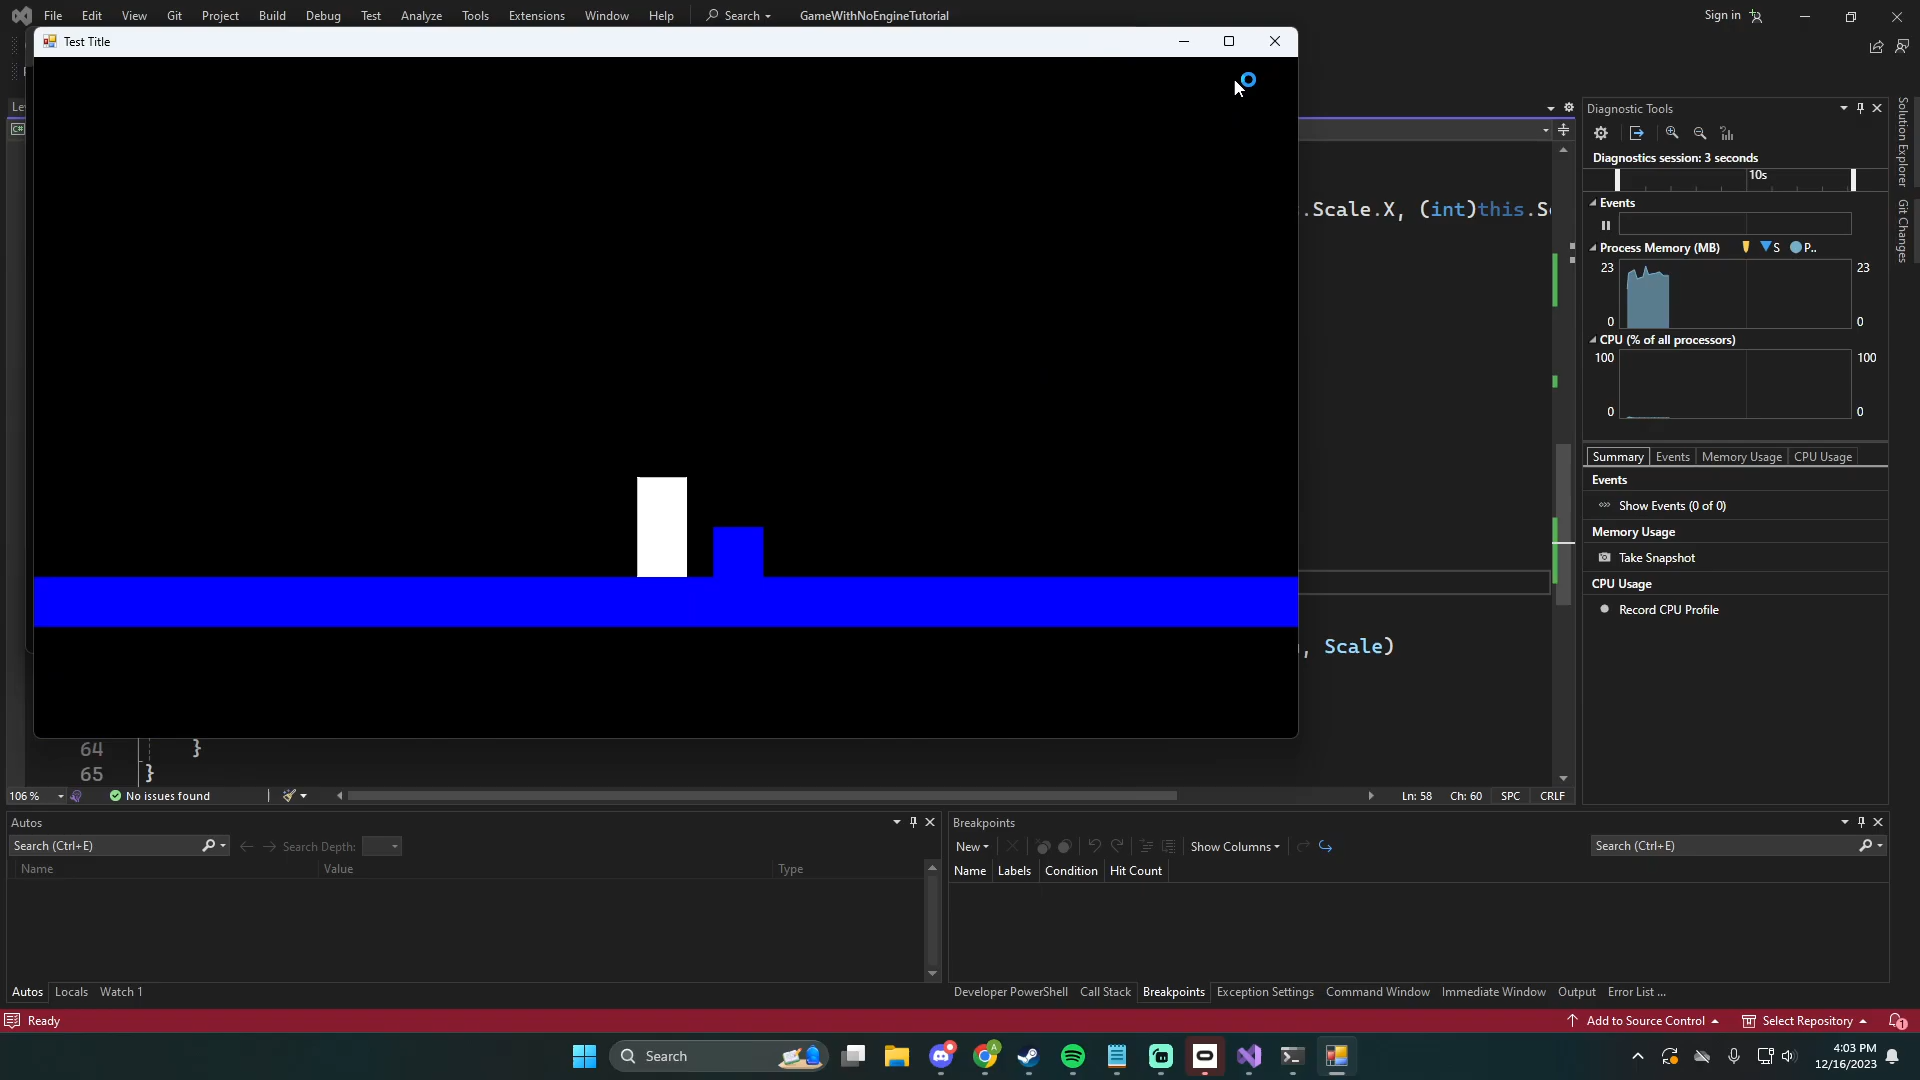 File Edit View Git Project Build Debug Test Analyze Tools Extensions Window Help Search GameWithNoEngineTutorial Sign in
Test Title
Diagnostic Tools
Diagnostics session: 3 seconds
10s
Events
Process Memory (MB) S P..
23 23
0 0
CPU (% of all processors)
100 100
0 0
Summary Events Memory Usage CPU Usage
Events
Show Events (0 of 0)
Memory Usage
Take Snapshot
CPU Usage
Record CPU Profile
Solution Explorer
Git Changes
.Scale.X, (int)this.S
, Scale)
64 }
65 }
106 % No issues found Ln: 58 Ch: 60 SPC CRLF
Autos
Search (Ctrl+E) Search Depth:
Name Value Type
Autos Locals Watch 1
Breakpoints
New Show Columns Search (Ctrl+E)
Name Labels Condition Hit Count
Developer PowerShell Call Stack Breakpoints Exception Settings Command Window Immediate Window Output Error List ...
Ready Add to Source Control Select Repository 1
Search 4:03 PM
12/16/2023